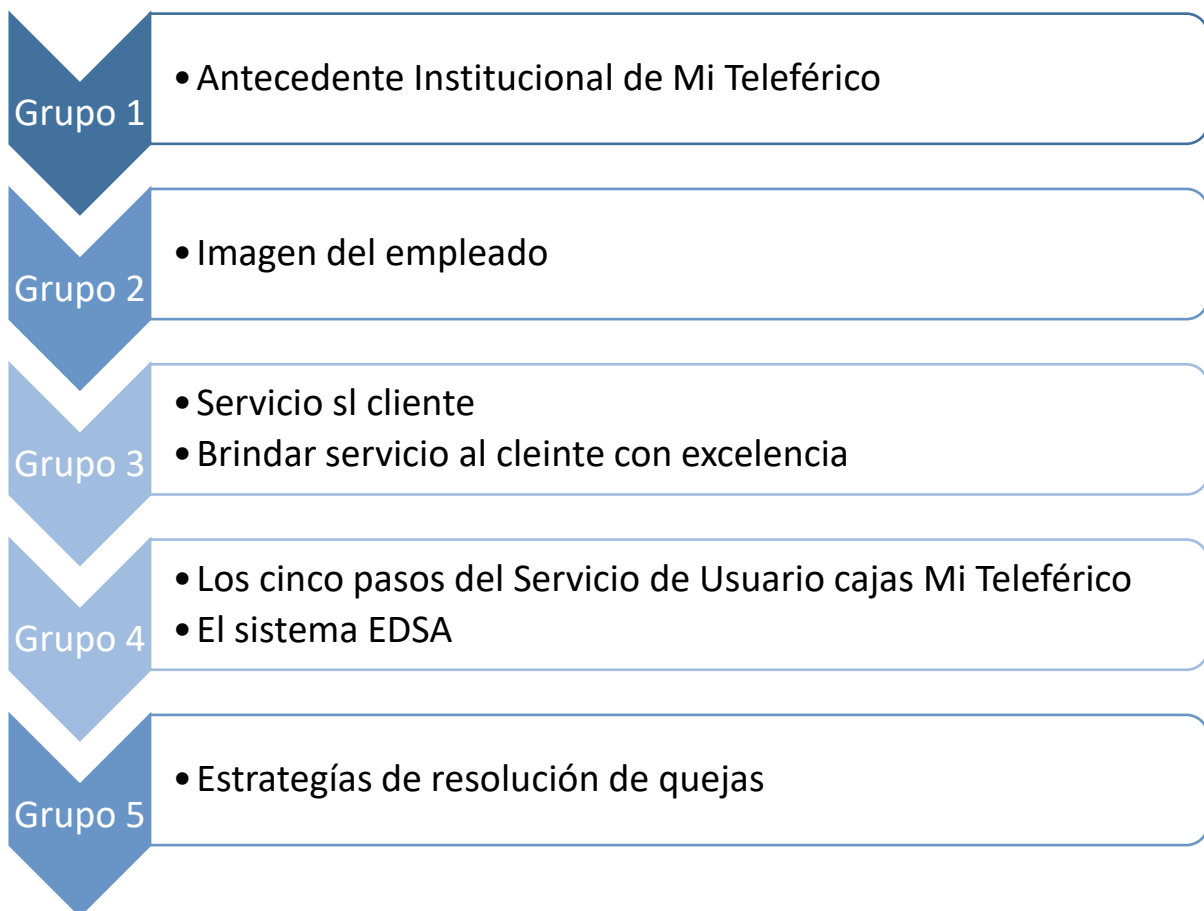 Grupo 1
• Antecedente Institucional de Mi Teleférico
Grupo 2
• Imagen del empleado
Grupo 3
• Servicio sl cliente
• Brindar servicio al cleinte con excelencia
Grupo 4
• Los cinco pasos del Servicio de Usuario cajas Mi Teleférico
• El sistema EDSA
Grupo 5
• Estrategías de resolución de quejas